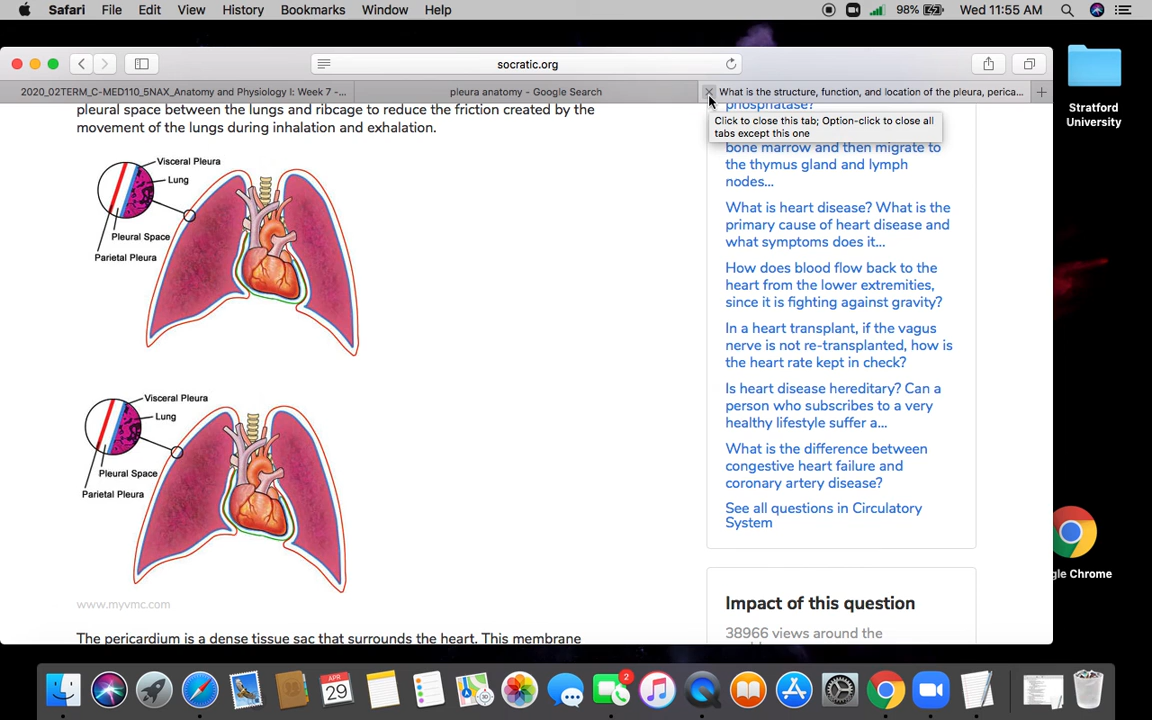 Safari File Edit View History Bookmarks Window Help 98% Wed 11:55 AM
socratic.org
2020_02TERM_C-MED110_5NAX_Anatomy and Physiology I: Week 7 -... pleura anatomy - Google Search What is the structure, function, and location of the pleura, perica...
pleural space between the lungs and ribcage to reduce the friction created by the
movement of the lungs during inhalation and exhalation.
Visceral Pleura
Lung
Pleural Space
Parietal Pleura
Visceral Pleura
Lung
Pleural Space
Parietal Pleura
www.myvmc.com
The pericardium is a dense tissue sac that surrounds the heart. This membrane
phosphatase?
Click to close this tab; Option-click to close all
tabs except this one
bone marrow and then migrate to
the thymus gland and lymph
nodes...
What is heart disease? What is the
primary cause of heart disease and
what symptoms does it...
How does blood flow back to the
heart from the lower extremities,
since it is fighting against gravity?
In a heart transplant, if the vagus
nerve is not re-transplanted, how is
the heart rate kept in check?
Is heart disease hereditary? Can a
person who subscribes to a very
healthy lifestyle suffer a...
What is the difference between
congestive heart failure and
coronary artery disease?
See all questions in Circulatory
System
Impact of this question
38966 views around the
Stratford
University
gle Chrome
APR
29
2